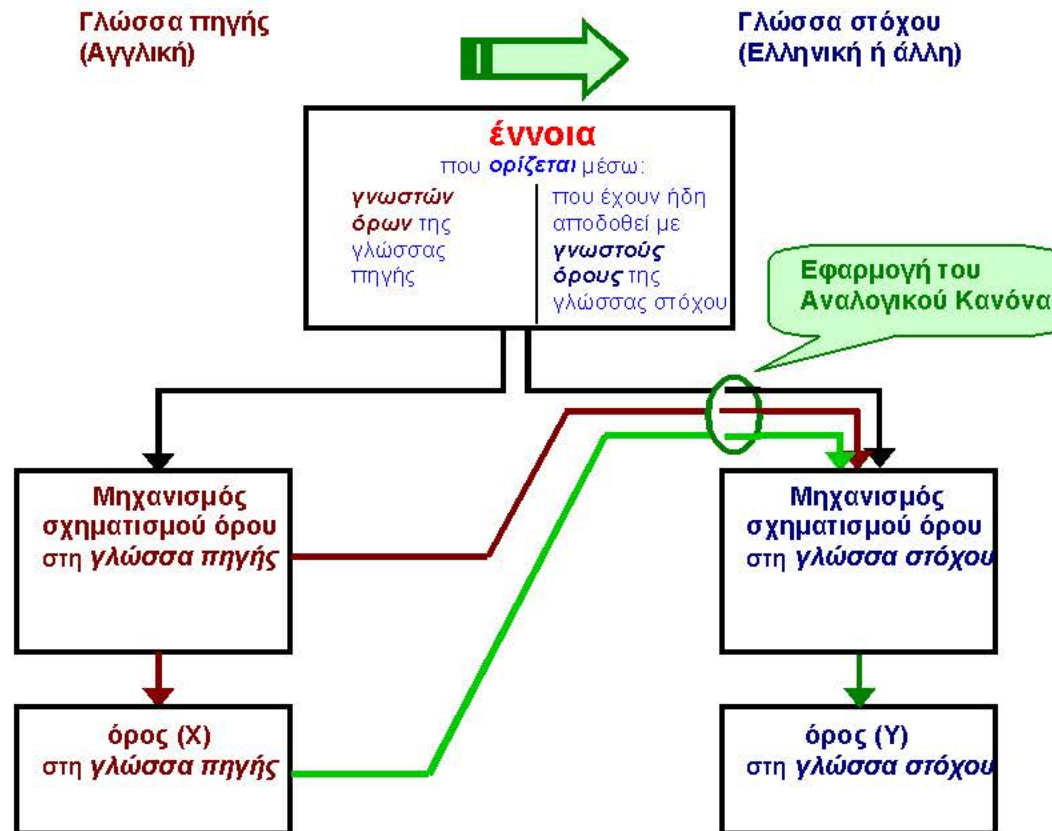 Γλώσσα πηγής
(Αγγλική)
Γλώσσα στόχου
(Ελληνική ή άλλη)
έννοια
που ορίζεται μέσω:
γνωστών
όρων της
γλώσσας
πηγής
που έχουν ήδη
αποδοθεί με
γνωστούς
όρους της
γλώσσας στόχου
Εφαρμογή του
Αναλογικού Κανόνα
Μηχανισμός
σχηματισμού όρου
στη γλώσσα πηγής
Μηχανισμός
σχηματισμού όρου
στη γλώσσα στόχου
όρος (Χ)
στη γλώσσα πηγής
όρος (Υ)
στη γλώσσα στόχου